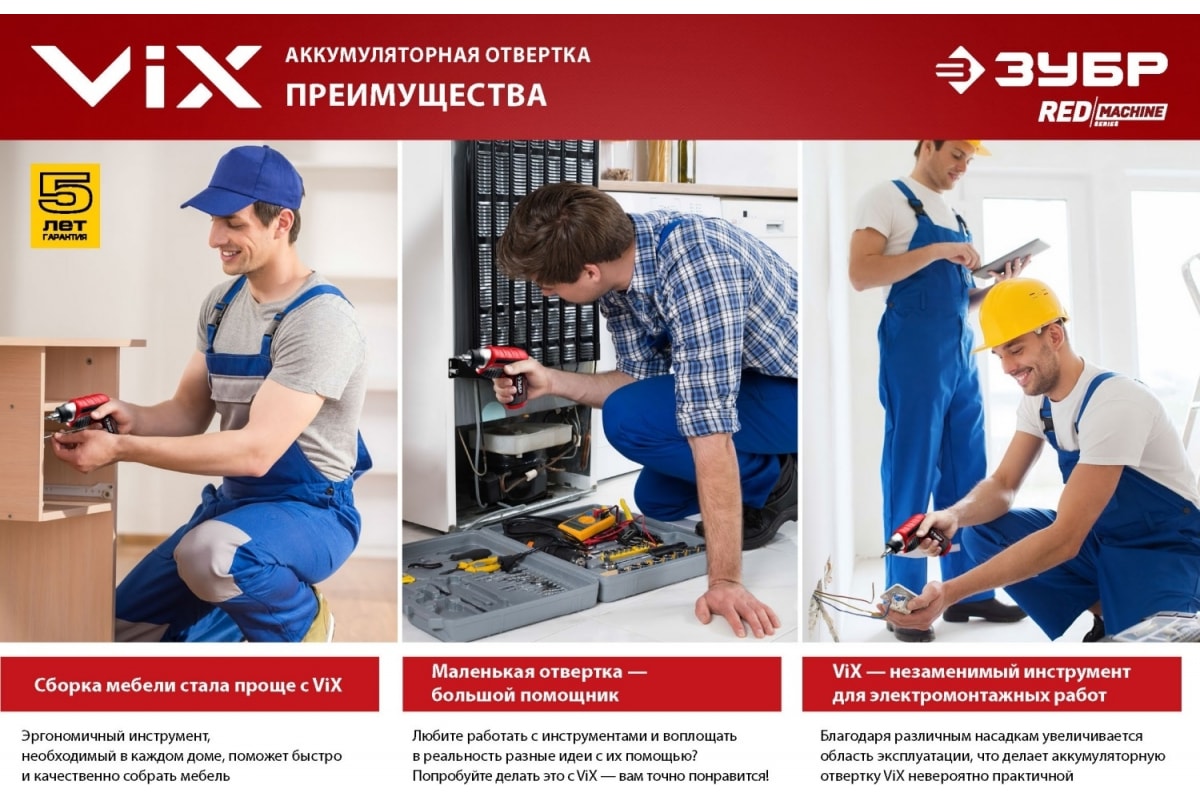 ViX
АККУМУЛЯТОРНАЯ ОТВЕРТКА
ПРЕИМУЩЕСТВА
ЗУБР
RED MACHINE
SERIES
5
лет
ГАРАНТИЯ
Сборка мебели стала проще с ViX
Эргономичный инструмент,
необходимый в каждом доме, поможет быстро
и качественно собрать мебель
Маленькая отвертка —
большой помощник
Любите работать с инструментами и воплощать
в реальность разные идеи с их помощью?
Попробуйте делать это с ViX — вам точно понравится!
ViX — незаменимый инструмент
для электромонтажных работ
Благодаря различным насадкам увеличивается
область эксплуатации, что делает аккумуляторную
отвертку ViX невероятно практичной